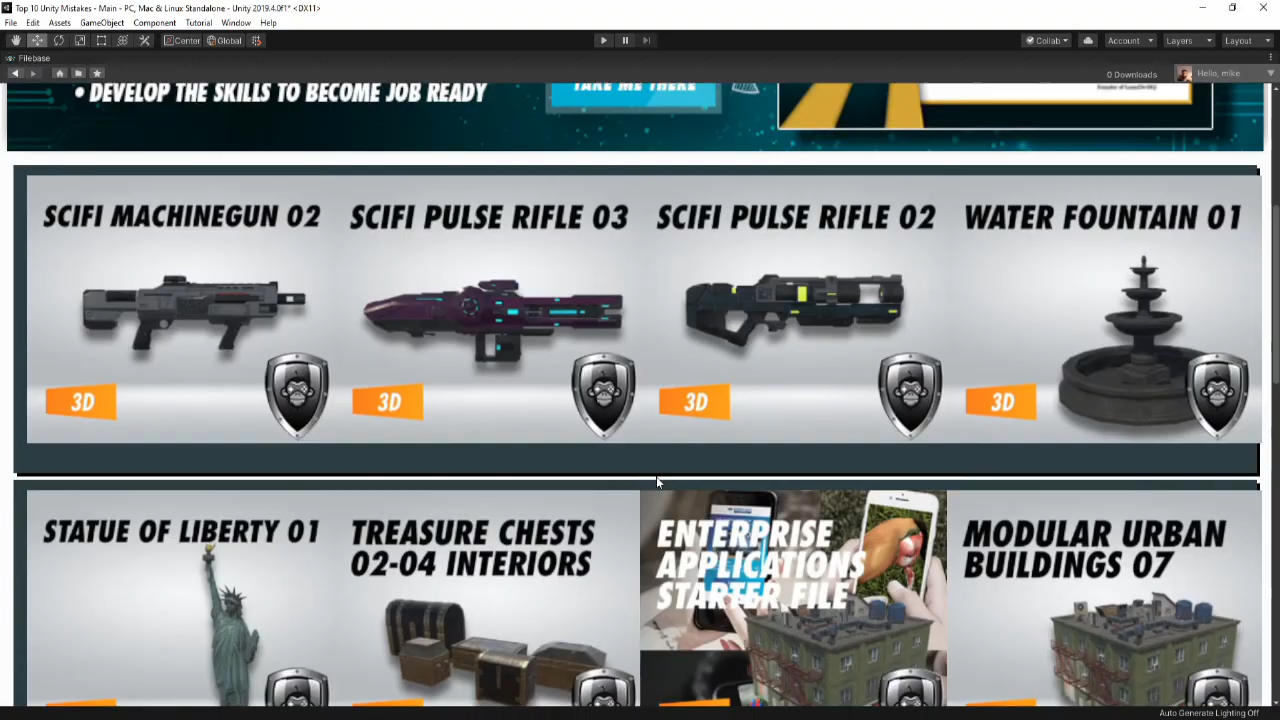 Top 10 Unity Mistakes - Main - PC, Mac & Linux Standalone - Unity 2019.4.0f1* <DX11>
File Edit Assets GameObject Component Tutorial Window Help
Center Global Collab Account Layers Layout
Filebase
0 Downloads Hello, mike
• DEVELOP THE SKILLS TO BECOME JOB READY
TAKE ME THERE
SCIFI MACHINEGUN 02
3D
SCIFI PULSE RIFLE 03
3D
SCIFI PULSE RIFLE 02
3D
WATER FOUNTAIN 01
3D
STATUE OF LIBERTY 01
TREASURE CHESTS
02-04 INTERIORS
ENTERPRISE
APPLICATIONS
STARTER FILE
MODULAR URBAN
BUILDINGS 07
Auto Generate Lighting Off